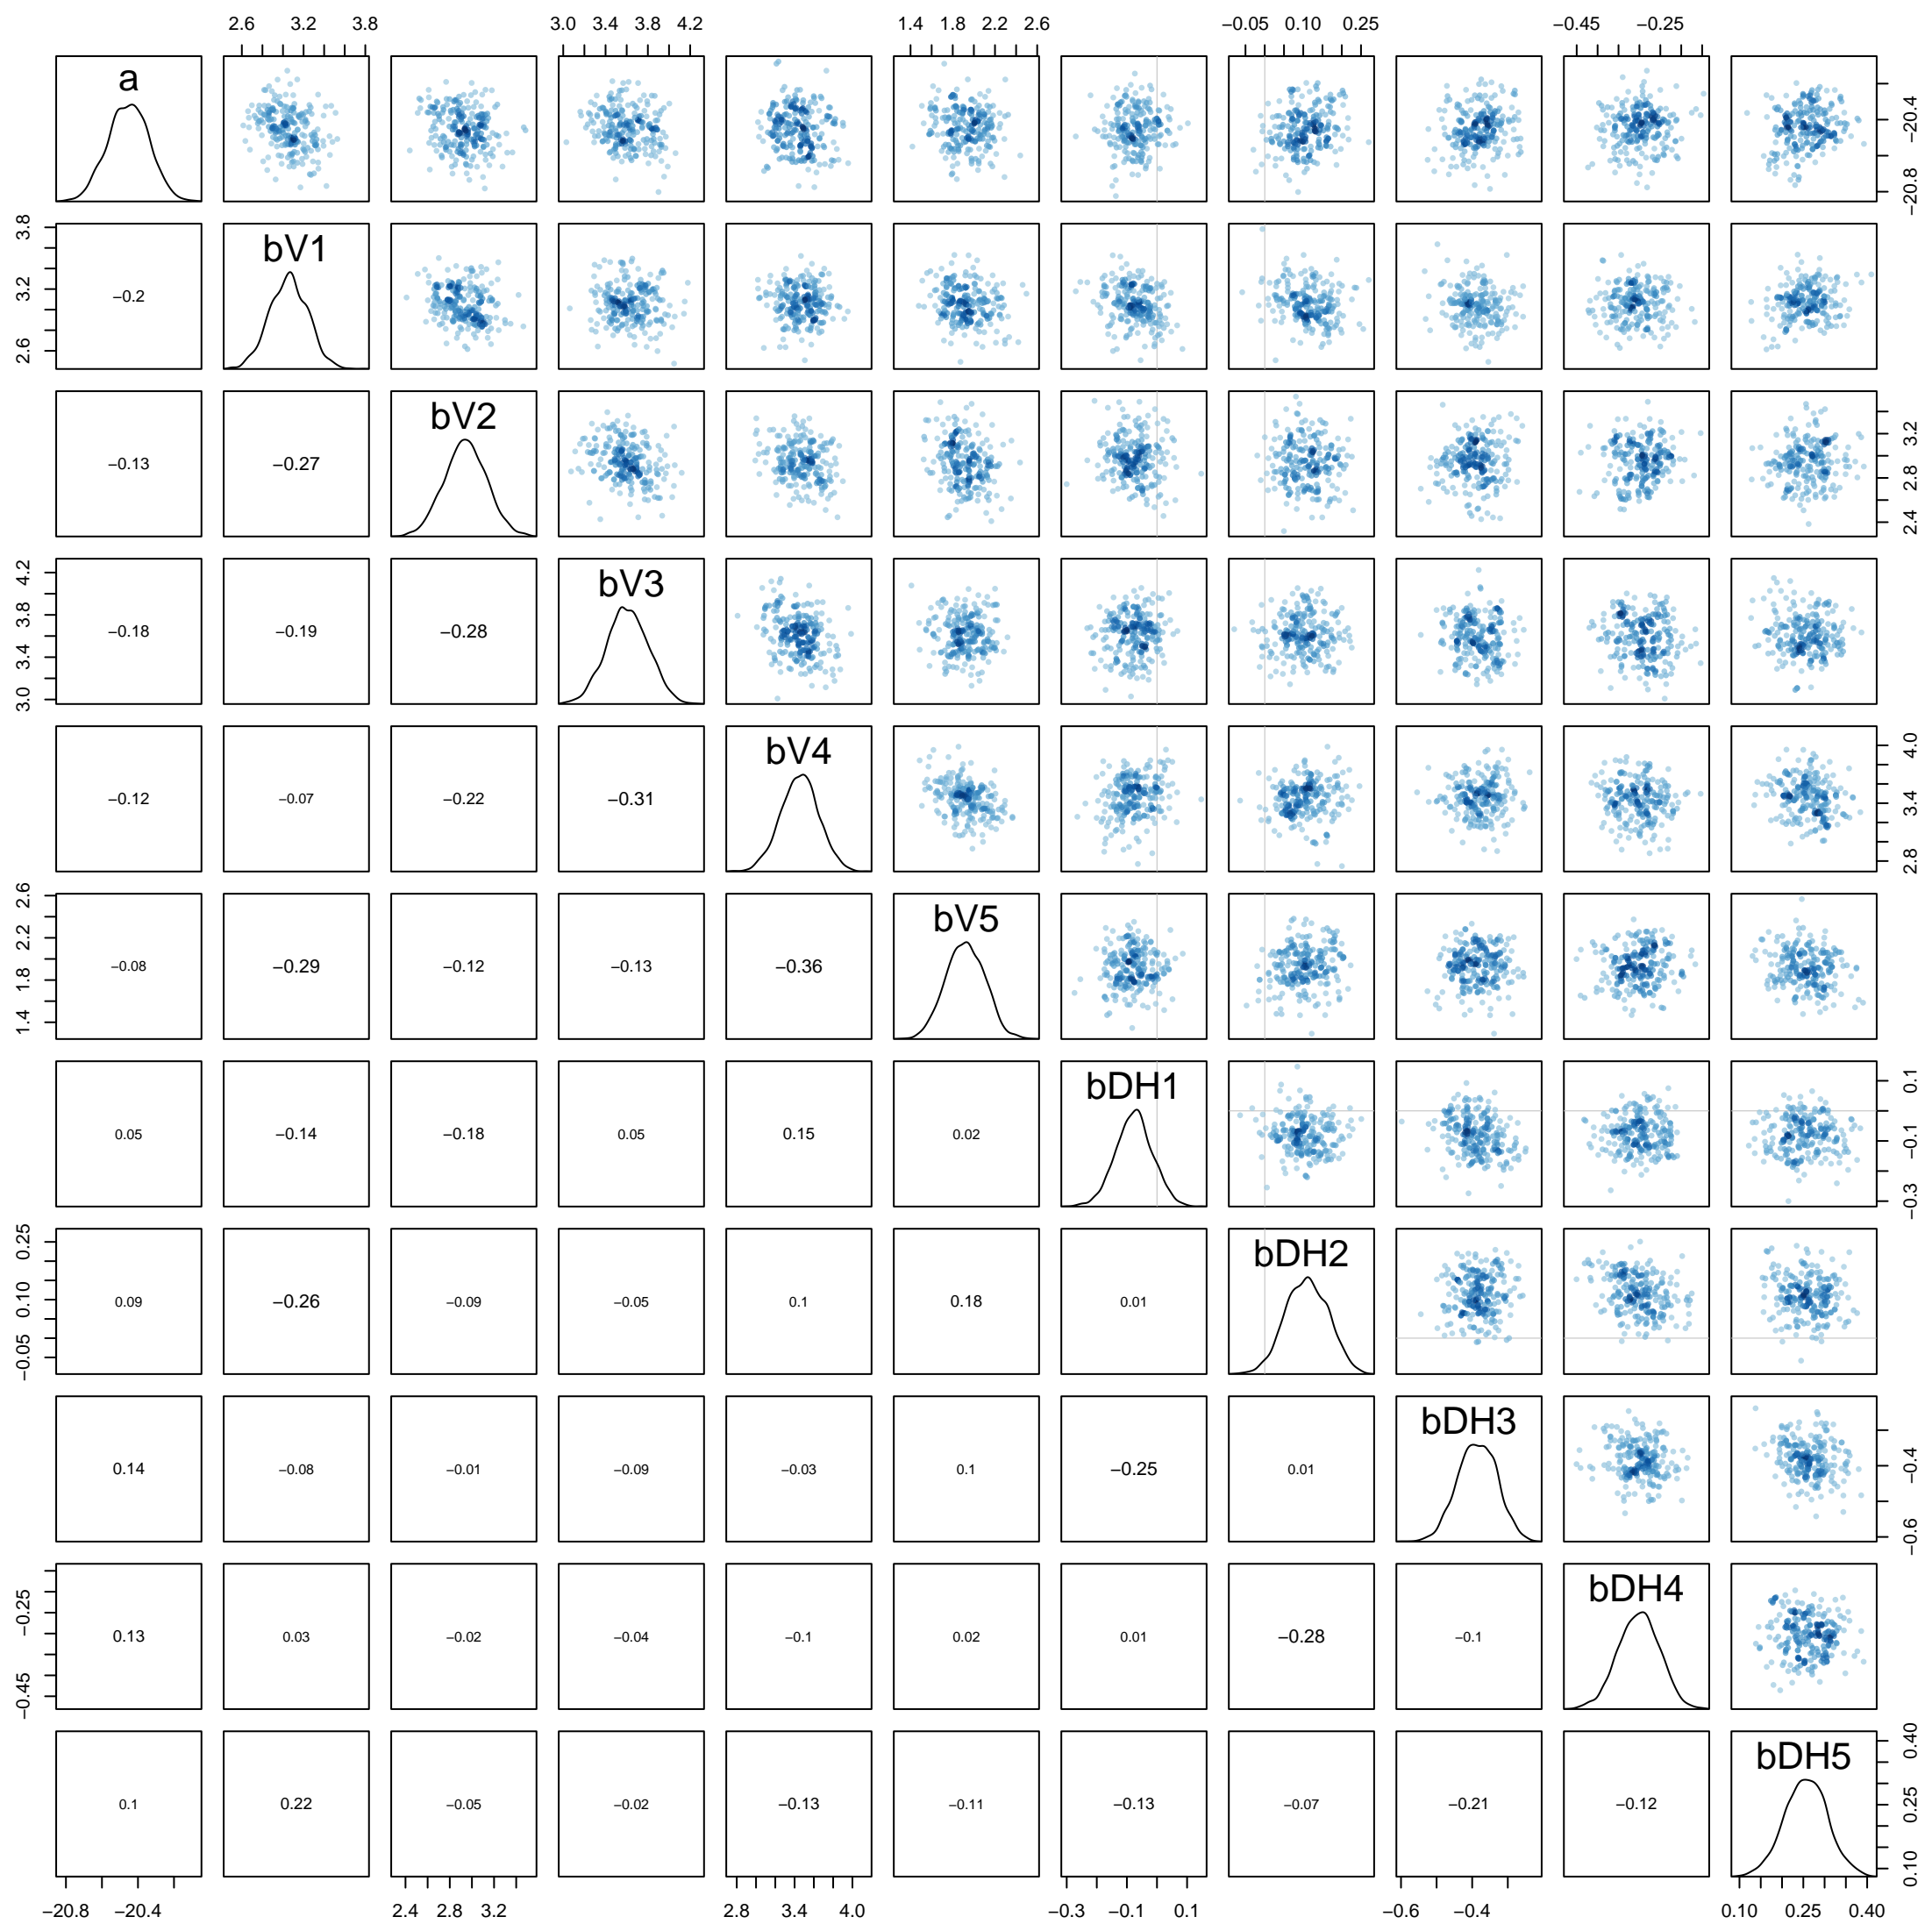 2.6 3.2 3.8 3.0 3.4 3.8 4.2 1.4 1.8 2.2 2.6 −0.05 0.10 0.25 −0.45 −0.25
a −20.8 −20.4
2.6 3.2 3.8 −0.2 bV1
−0.13 −0.27 bV2 2.4 2.8 3.2
3.0 3.4 3.8 4.2 −0.18 −0.19 −0.28 bV3
−0.12 −0.07 −0.22 −0.31 bV4 2.8 3.4 4.0
1.4 1.8 2.2 2.6 −0.08 −0.29 −0.12 −0.13 −0.36 bV5
0.05 −0.14 −0.18 0.05 0.15 0.02 bDH1 −0.3 −0.1 0.1
−0.05 0.10 0.25 0.09 −0.26 −0.09 −0.05 0.1 0.18 0.01 bDH2
0.14 −0.08 −0.01 −0.09 −0.03 0.1 −0.25 0.01 bDH3 −0.6 −0.4
−0.45 −0.25 0.13 0.03 −0.02 −0.04 −0.1 0.02 0.01 −0.28 −0.1 bDH4
0.1 0.22 −0.05 −0.02 −0.13 −0.11 −0.13 −0.07 −0.21 −0.12 bDH5 0.10 0.25 0.40
−20.8 −20.4 2.4 2.8 3.2 2.8 3.4 4.0 −0.3 −0.1 0.1 −0.6 −0.4 0.10 0.25 0.40